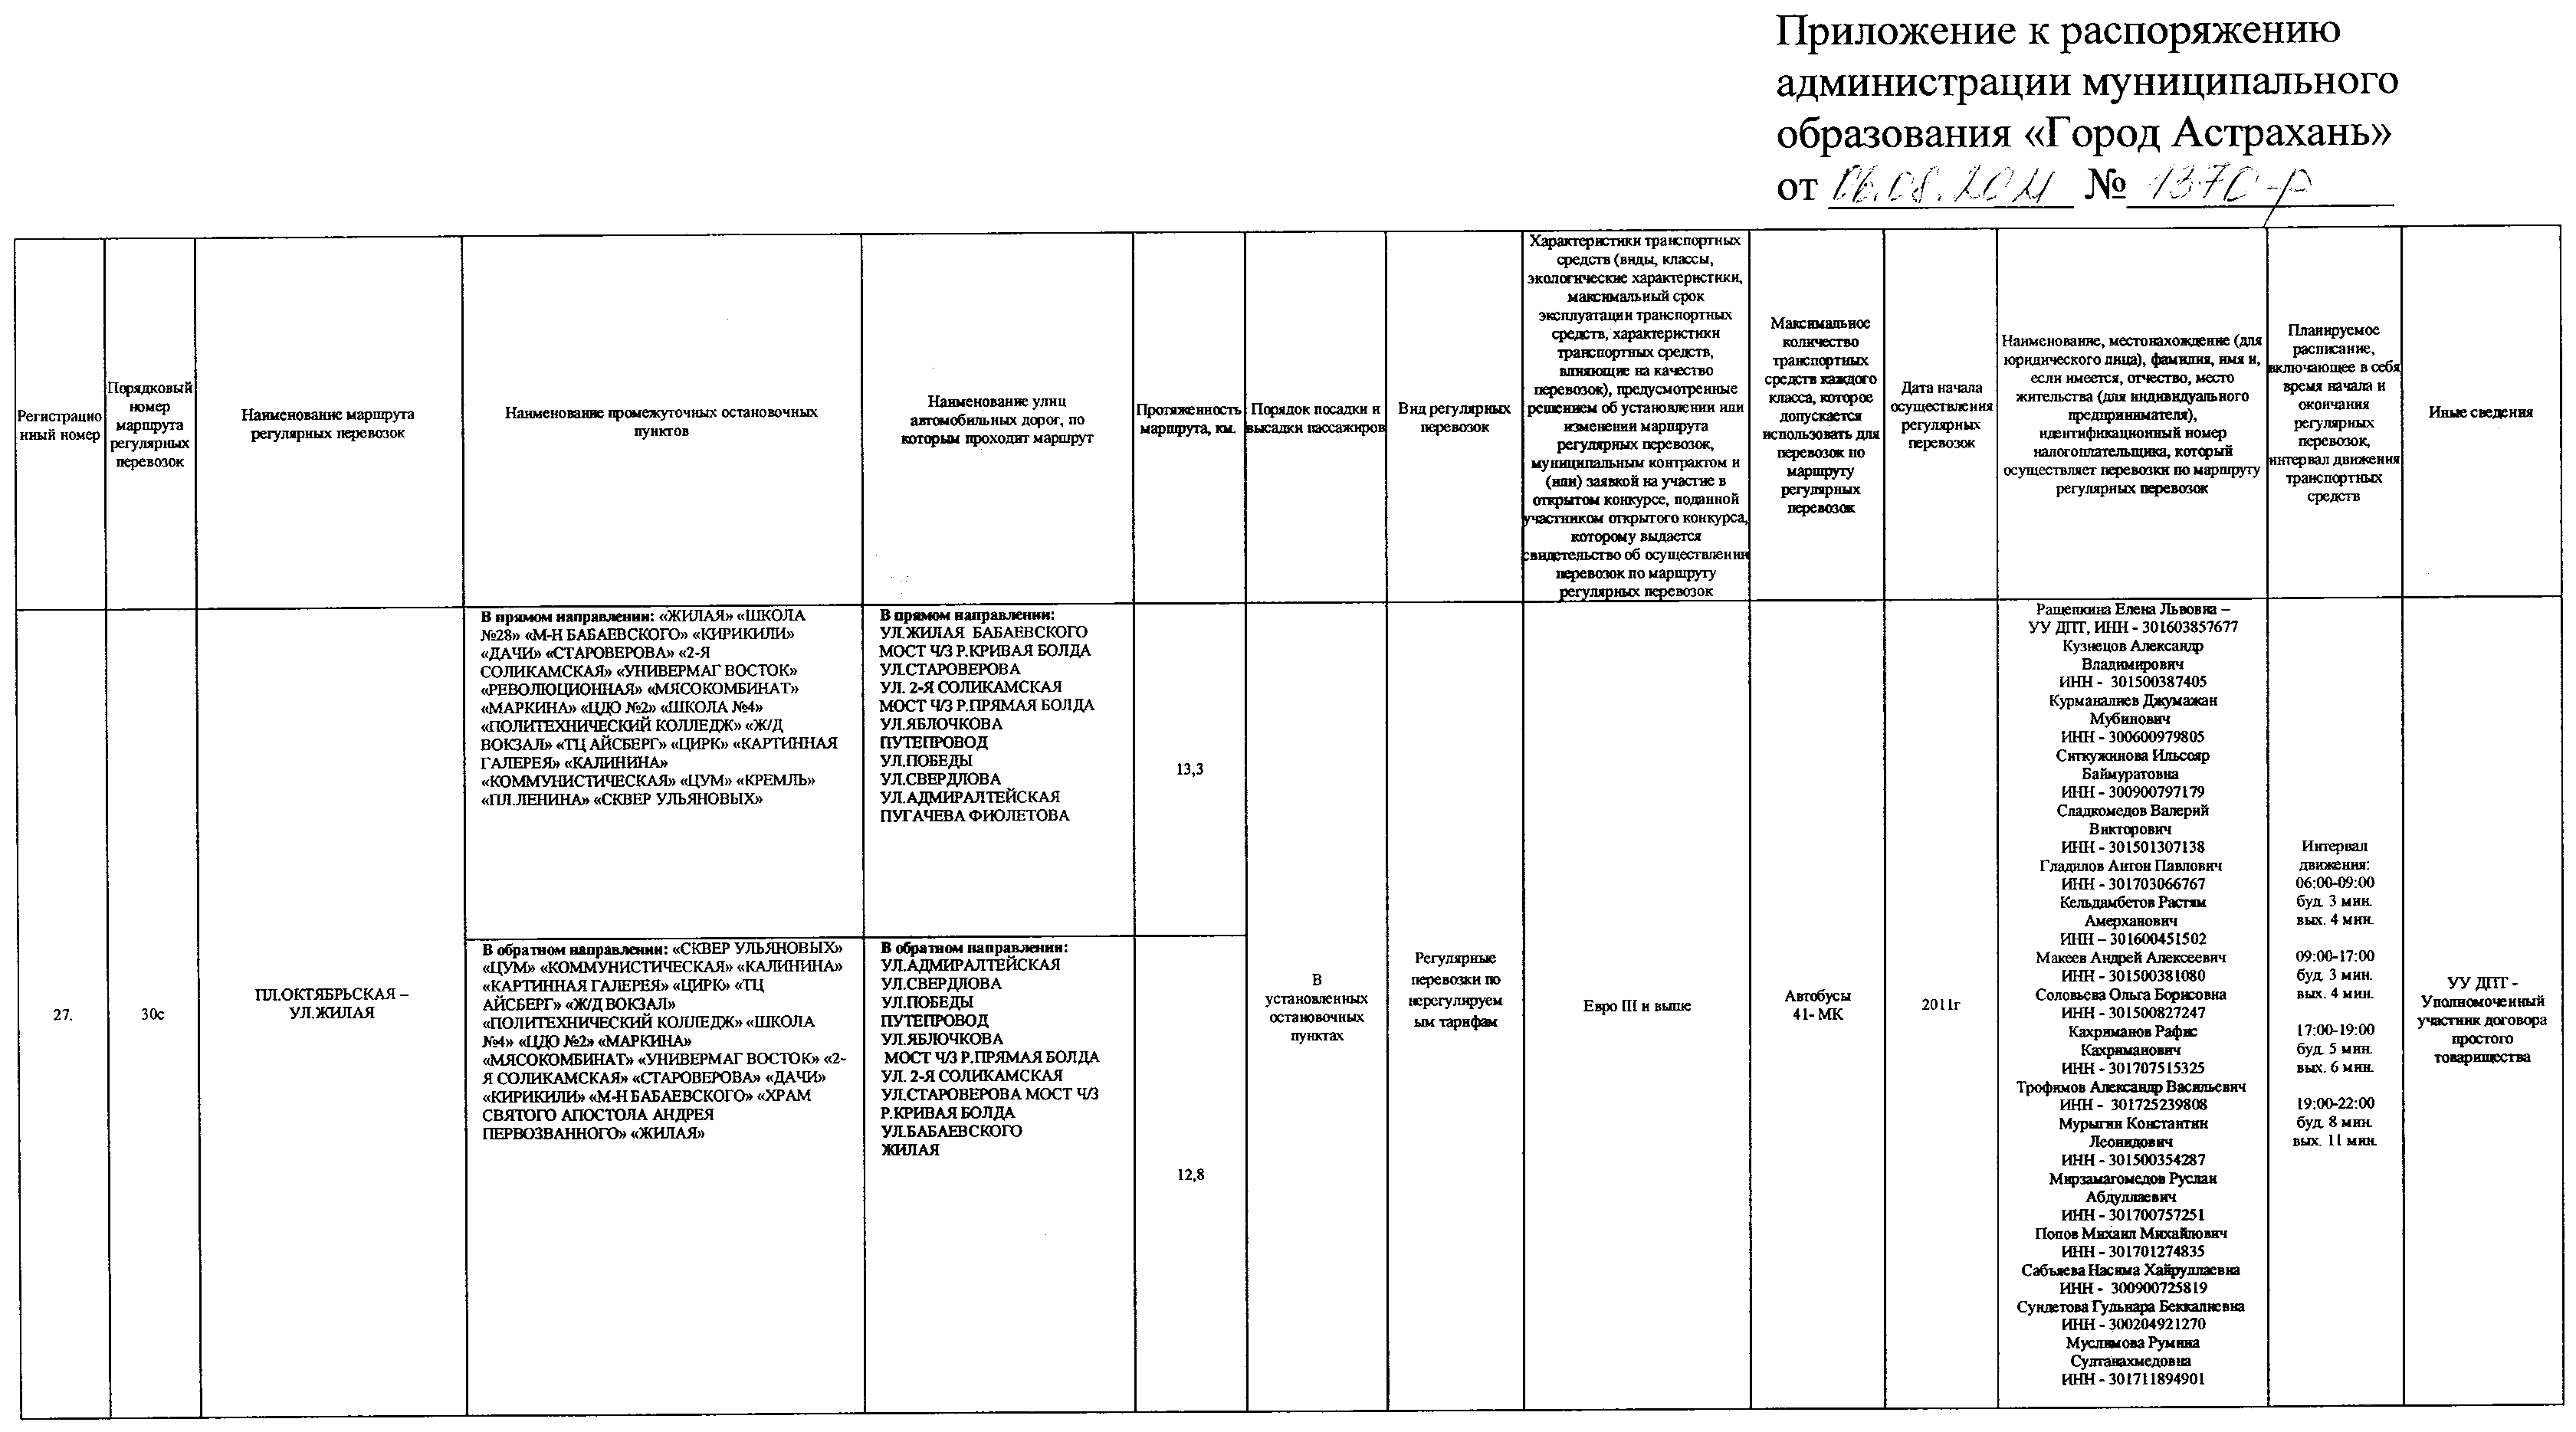 Приложение к распоряжению
администрации муниципального
образования «Город Астрахань»
от 06.08.2021 № 1370-р
Регистрацио
нный номер
Порядковый
номер
маршрута
регулярных
перевозок
Наименование маршрута
регулярных перевозок
Наименование промежуточных остановочных
пунктов
Наименование улиц
автомобильных дорог, по
которым проходит маршрут
Протяженность
маршрута, км.
Порядок посадки и
высадки пассажиров
Вид регулярных
перевозок
Характеристики транспортных
средств (виды, классы,
экологические характеристики,
максимальный срок
эксплуатации транспортных
средств, характеристики
транспортных средств,
влияющие на качество
перевозок), предусмотренные
решением об установлении или
изменении маршрута
регулярных перевозок,
муниципальным контрактом и
(или) заявкой на участие в
открытом конкурсе, поданной
участником открытого конкурса,
которому выдается
свидетельство об осуществлении
перевозок по маршруту
регулярных перевозок
Максимальное
количество
транспортных
средств каждого
класса, которое
допускается
использовать для
перевозок по
маршруту
регулярных
перевозок
Дата начала
осуществления
регулярных
перевозок
Наименование, местонахождение (для
юридического лица), фамилия, имя и,
если имеется, отчество, место
жительства (для индивидуального
предпринимателя),
идентификационный номер
налогоплательщика, который
осуществляет перевозки по маршруту
регулярных перевозок
Планируемое
расписание,
включающее в себя
время начала и
окончания
регулярных
перевозок,
интервал движения
транспортных
средств
Иные сведения
27.
30с
ПЛ.ОКТЯБРЬСКАЯ –
УЛ.ЖИЛАЯ
В прямом направлении: «ЖИЛАЯ» «ШКОЛА
№28» «М-Н БАБАЕВСКОГО» «КИРИКИЛИ»
«ДАЧИ» «СТАРОВЕРОВА» «2-Я
СОЛИКАМСКАЯ» «УНИВЕРМАГ ВОСТОК»
«РЕВОЛЮЦИОННАЯ» «МЯСОКОМБИНАТ»
«МАРКИНА» «ЦДО №2» «ШКОЛА №4»
«ПОЛИТЕХНИЧЕСКИЙ КОЛЛЕДЖ» «Ж/Д
ВОКЗАЛ» «ТЦ АЙСБЕРГ» «ЦИРК» «КАРТИННАЯ
ГАЛЕРЕЯ» «КАЛИНИНА»
«КОММУНИСТИЧЕСКАЯ» «ЦУМ» «КРЕМЛЬ»
«ПЛ.ЛЕНИНА» «СКВЕР УЛЬЯНОВЫХ»
В прямом направлении:
УЛ.ЖИЛАЯ БАБАЕВСКОГО
МОСТ Ч/З Р.КРИВАЯ БОЛДА
УЛ.СТАРОВЕРОВА
УЛ. 2-Я СОЛИКАМСКАЯ
МОСТ Ч/З Р.ПРЯМАЯ БОЛДА
УЛ.ЯБЛОЧКОВА
ПУТЕПРОВОД
УЛ.ПОБЕДЫ
УЛ.СВЕРДЛОВА
УЛ.АДМИРАЛТЕЙСКАЯ
ПУГАЧЕВА ФИОЛЕТОВА
13,3
В обратном направлении: «СКВЕР УЛЬЯНОВЫХ»
«ЦУМ» «КОММУНИСТИЧЕСКАЯ» «КАЛИНИНА»
«КАРТИННАЯ ГАЛЕРЕЯ» «ЦИРК» «ТЦ
АЙСБЕРГ» «Ж/Д ВОКЗАЛ»
«ПОЛИТЕХНИЧЕСКИЙ КОЛЛЕДЖ» «ШКОЛА
№4» «ЦДО №2» «МАРКИНА»
«МЯСОКОМБИНАТ» «УНИВЕРМАГ ВОСТОК» «2-
Я СОЛИКАМСКАЯ» «СТАРОВЕРОВА» «ДАЧИ»
«КИРИКИЛИ» «М-Н БАБАЕВСКОГО» «ХРАМ
СВЯТОГО АПОСТОЛА АНДРЕЯ
ПЕРВОЗВАННОГО» «ЖИЛАЯ»
В обратном направлении:
УЛ.АДМИРАЛТЕЙСКАЯ
УЛ.СВЕРДЛОВА
УЛ.ПОБЕДЫ
ПУТЕПРОВОД
УЛ.ЯБЛОЧКОВА
МОСТ Ч/З Р.ПРЯМАЯ БОЛДА
УЛ. 2-Я СОЛИКАМСКАЯ
УЛ.СТАРОВЕРОВА МОСТ Ч/З
Р.КРИВАЯ БОЛДА
УЛ.БАБАЕВСКОГО
ЖИЛАЯ
12,8
В
установленных
остановочных
пунктах
Регулярные
перевозки по
нерегулируем
ым тарифам
Евро III и выше
Автобусы
41- МК
2011г
Ращепкина Елена Львовна –
УУ ДПТ, ИНН - 301603857677
Кузнецов Александр
Владимирович
ИНН - 301500387405
Курманалиев Джумажан
Мубинович
ИНН - 300600979805
Ситкужинова Ильсояр
Баймуратовна
ИНН - 300900797179
Сладкомедов Валерий
Викторович
ИНН - 301501307138
Гладилов Антон Павлович
ИНН - 301703066767
Кельдамбетов Растям
Амерханович
ИНН – 301600451502
Макеев Андрей Алексеевич
ИНН - 301500381080
Соловьева Ольга Борисовна
ИНН - 301500827247
Кахриманов Рафис
Кахриманович
ИНН - 301707515325
Трофимов Александр Васильевич
ИНН - 301725239808
Мурыгин Константин
Леонидович
ИНН - 301500354287
Мирзамагомедов Руслан
Абдуллаевич
ИНН - 301700757251
Попов Михаил Михайлович
ИНН - 301701274835
Сабъяева Насима Хайруллаевна
ИНН - 300900725819
Сундетова Гульнара Беккалиевна
ИНН - 300204921270
Муслимова Румина
Султанахмедовна
ИНН - 301711894901
Интервал
движения:
06:00-09:00
буд. 3 мин.
вых. 4 мин.
09:00-17:00
буд. 3 мин.
вых. 4 мин.
17:00-19:00
буд. 5 мин.
вых. 6 мин.
19:00-22:00
буд. 8 мин.
вых. 11 мин.
УУ ДПТ -
Уполномоченный
участник договора
простого
товарищества